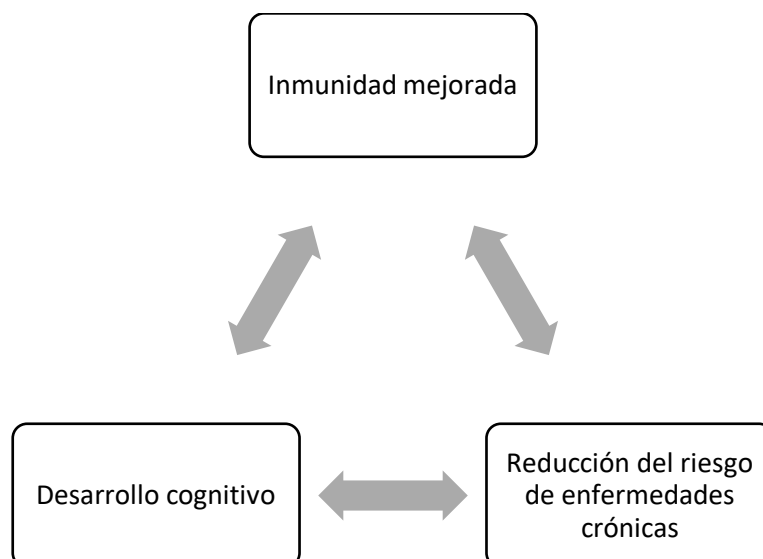 Inmunidad mejorada
Desarrollo cognitivo
Reducción del riesgo
de enfermedades
crónicas